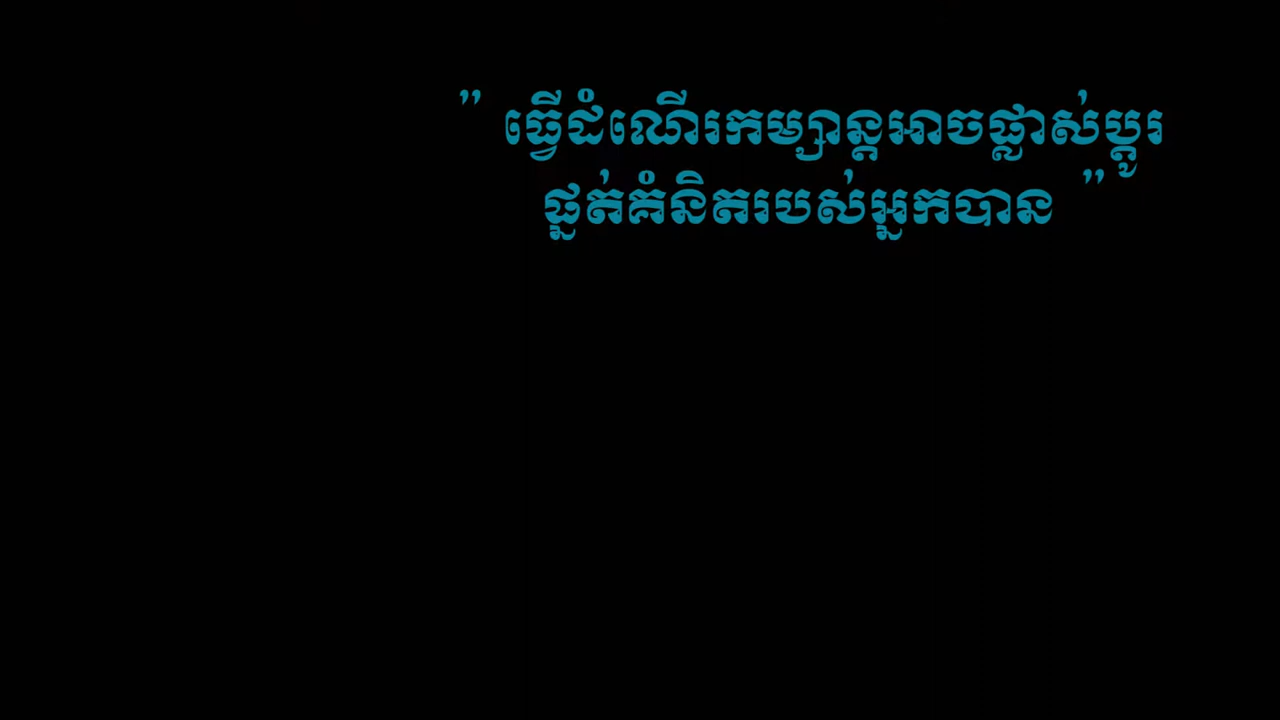 " ធ្វើដំណើរកម្សាន្តអាចផ្លាស់ប្តូរ
ផ្នត់គំនិតរបស់អ្នកបាន "